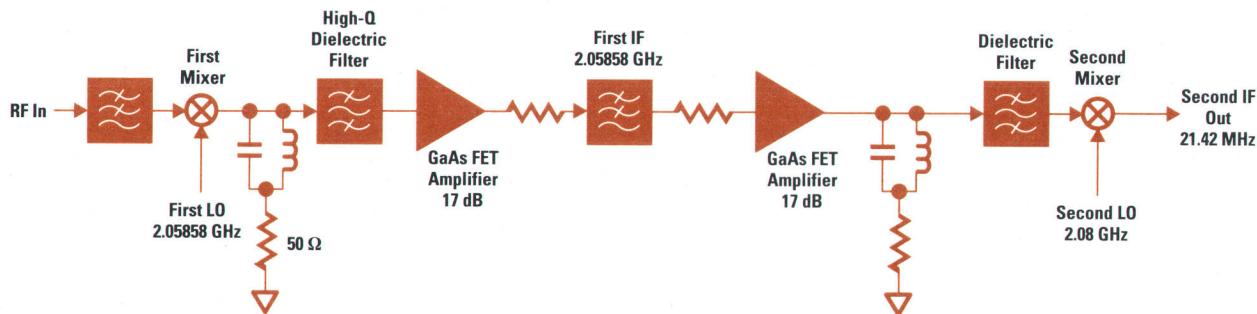 RF In
First
Mixer
First LO
2.05858 GHz
50 Ω
High-Q
Dielectric
Filter
GaAs FET
Amplifier
17 dB
First IF
2.05858 GHz
GaAs FET
Amplifier
17 dB
Dielectric
Filter
Second
Mixer
Second LO
2.08 GHz
Second IF
Out
21.42 MHz